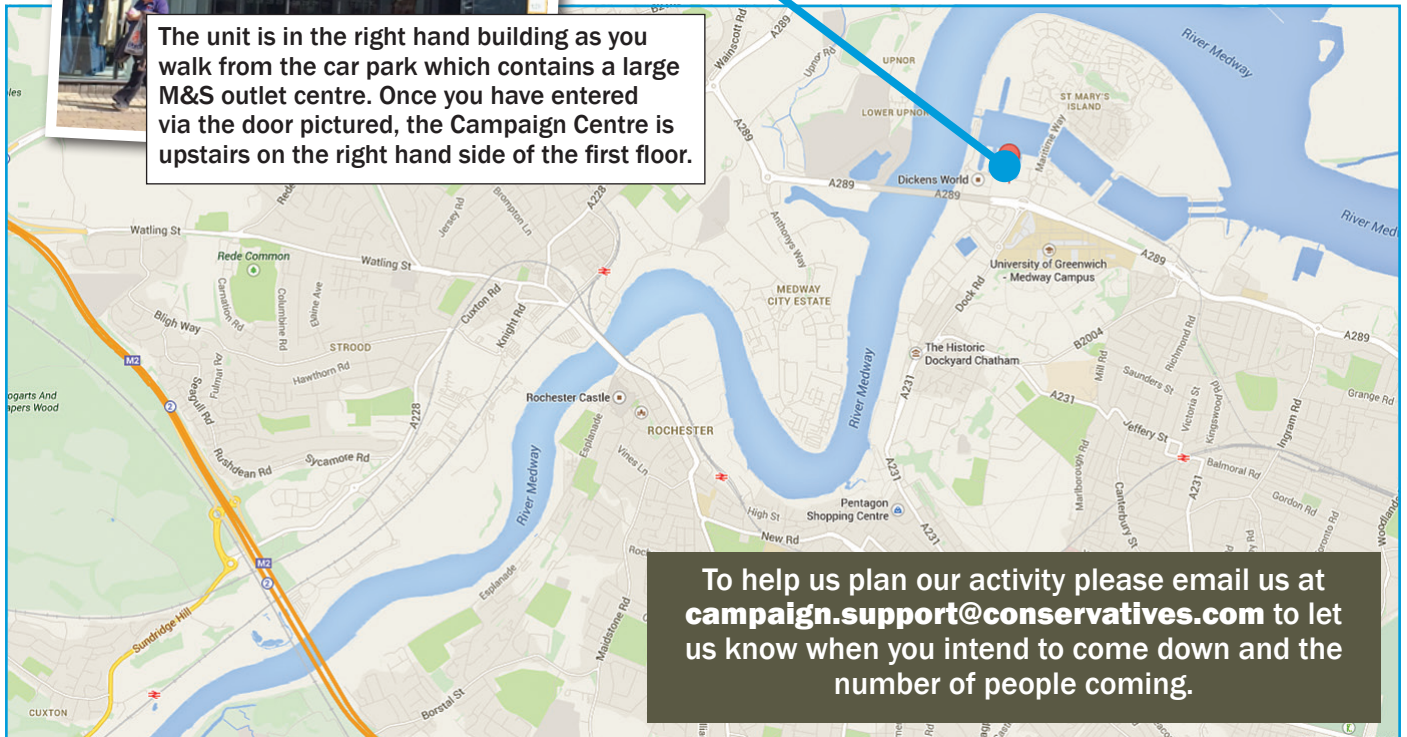 The unit is in the right hand building as you
walk from the car park which contains a large
M&S outlet centre. Once you have entered
via the door pictured, the Campaign Centre is
upstairs on the right hand side of the first floor.
Wainscott Rd
A289
Upnor Rd
UPNOR
LOWER UPNOR
River Medway
ST MARY'S
ISLAND
Maritime Way
A289
Dickens World
A289
A289
River Med
A289
A289
University of Greenwich
- Medway Campus
Dock Rd
Anthonys Way
MEDWAY
CITY ESTATE
A228
Brompton Ln
Jersey Rd
Watling St
Watling St
Rede Common
Carnation Rd
Columbine Rd
Elaine Ave
Bligh Way
Fulmar Rd
Seagull Rd
STROOD
Hawthorn Rd
Cuxton Rd
Knight Rd
M2
2
ogarts And
apers Wood
Rushdean Rd
Sycamore Rd
A228
Rochester Castle
ROCHESTER
Esplanade
Vines Ln
River Medway
River Medway
The Historic
Dockyard Chatham
A231
B2004
Mill Rd
Richmond Rd
Saunders St
Victoria St
Kingswood Rd
Grange Rd
A231
Jeffery St
Ingram Rd
Marlborough Rd
Balmoral Rd
Canterbury St
A231
Gordon Rd
Woodlands
Pentagon
Shopping Centre
A231
High St
New Rd
M2
2
Esplanade
Maidstone Rd
Borstal St
Sundridge Hill
CUXTON
To help us plan our activity please email us at
campaign.support@conservatives.com to let
us know when you intend to come down and the
number of people coming.